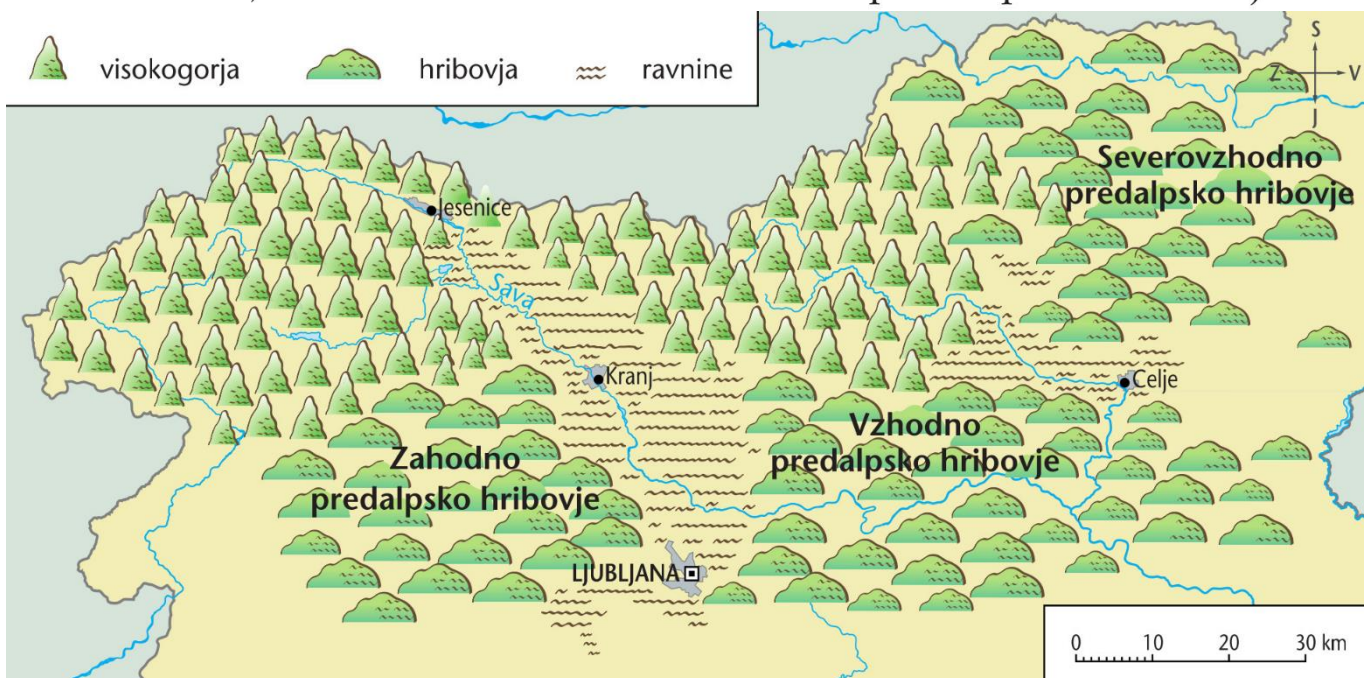 visokogorja hribovja ravnine
S
Z V
J
Severovzhodno
predalpsko hribovje
Jesenice
Sava
Kranj
Celje
Vzhodno
predalpsko hribovje
Zahodno
predalpsko hribovje
LJUBLJANA
0 10 20 30 km